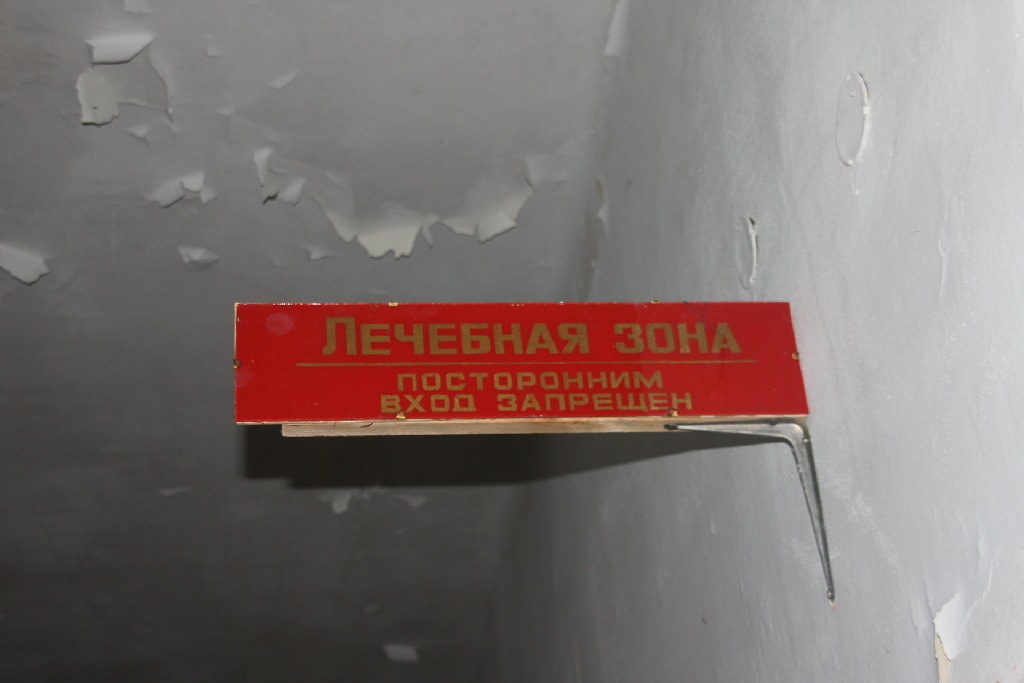 Лечебная зона
посторонним
вход запрещен